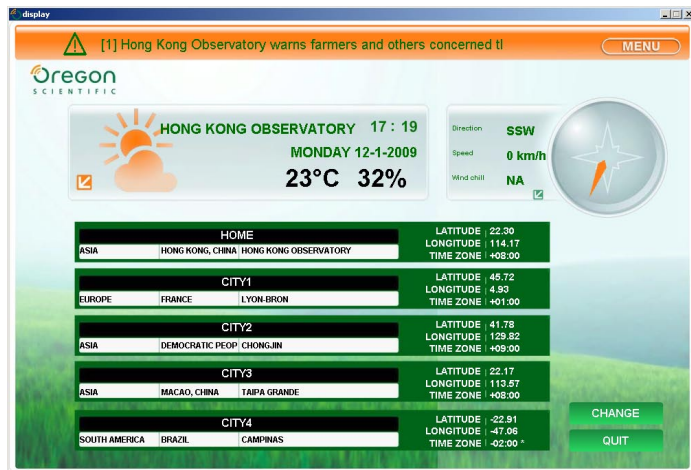 display
[1] Hong Kong Observatory warns farmers and others concerned tl
MENU
Oregon
SCIENTIFIC
HONG KONG OBSERVATORY 17 : 19
MONDAY 12-1-2009
23°C 32%
Direction SSW
Speed 0 km/h
Wind chill NA
HOME
ASIA HONG KONG, CHINA HONG KONG OBSERVATORY
LATITUDE 22.30
LONGITUDE 114.17
TIME ZONE +08:00
CITY1
EUROPE FRANCE LYON-BRON
LATITUDE 45.72
LONGITUDE 4.93
TIME ZONE +01:00
CITY2
ASIA DEMOCRATIC PEOP CHONGJIN
LATITUDE 41.78
LONGITUDE 129.82
TIME ZONE +09:00
CITY3
ASIA MACAO, CHINA TAIPA GRANDE
LATITUDE 22.17
LONGITUDE 113.57
TIME ZONE +08:00
CITY4
SOUTH AMERICA BRAZIL CAMPINAS
LATITUDE -22.91
LONGITUDE -47.06
TIME ZONE -02:00 *
CHANGE
QUIT